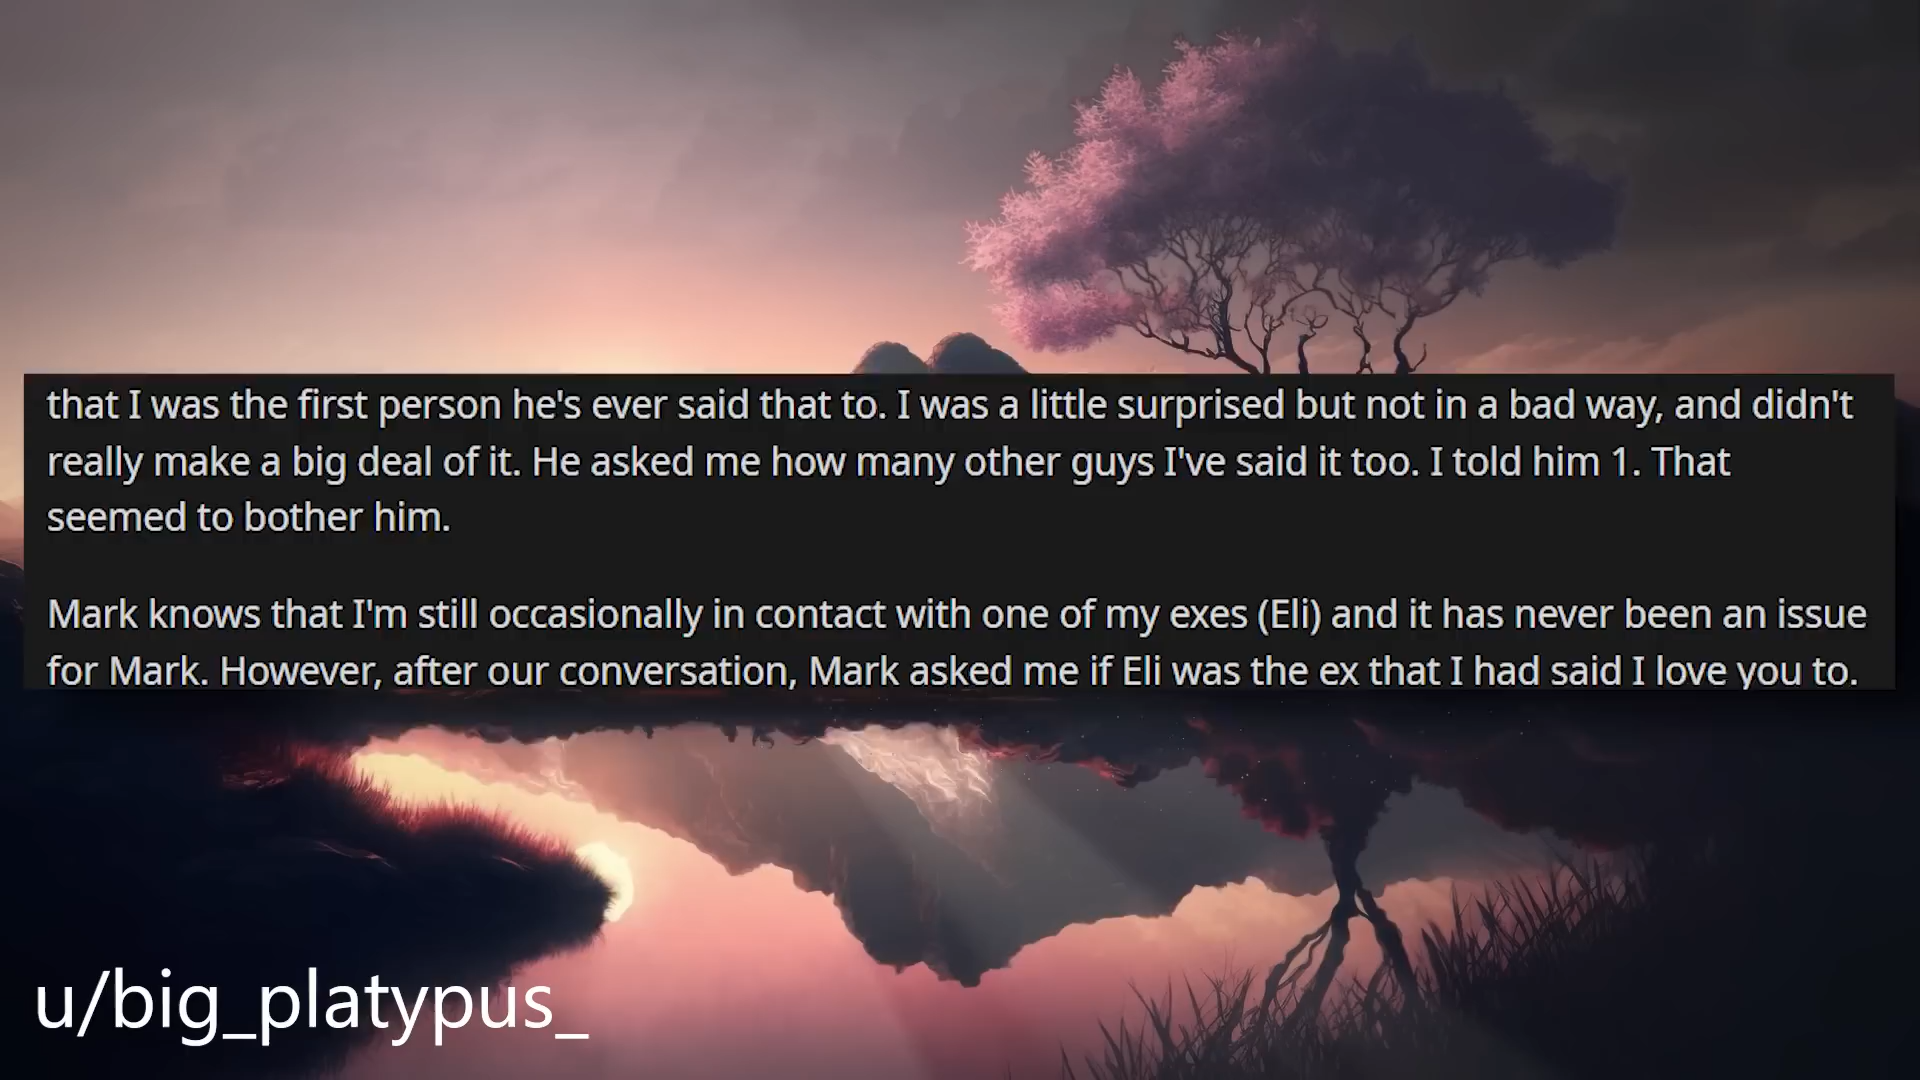 that I was the first person he's ever said that to. I was a little surprised but not in a bad way, and didn't
really make a big deal of it. He asked me how many other guys I've said it too. I told him 1. That
seemed to bother him.
Mark knows that I'm still occasionally in contact with one of my exes (Eli) and it has never been an issue
for Mark. However, after our conversation, Mark asked me if Eli was the ex that I had said I love you to.
u/big_platypus_